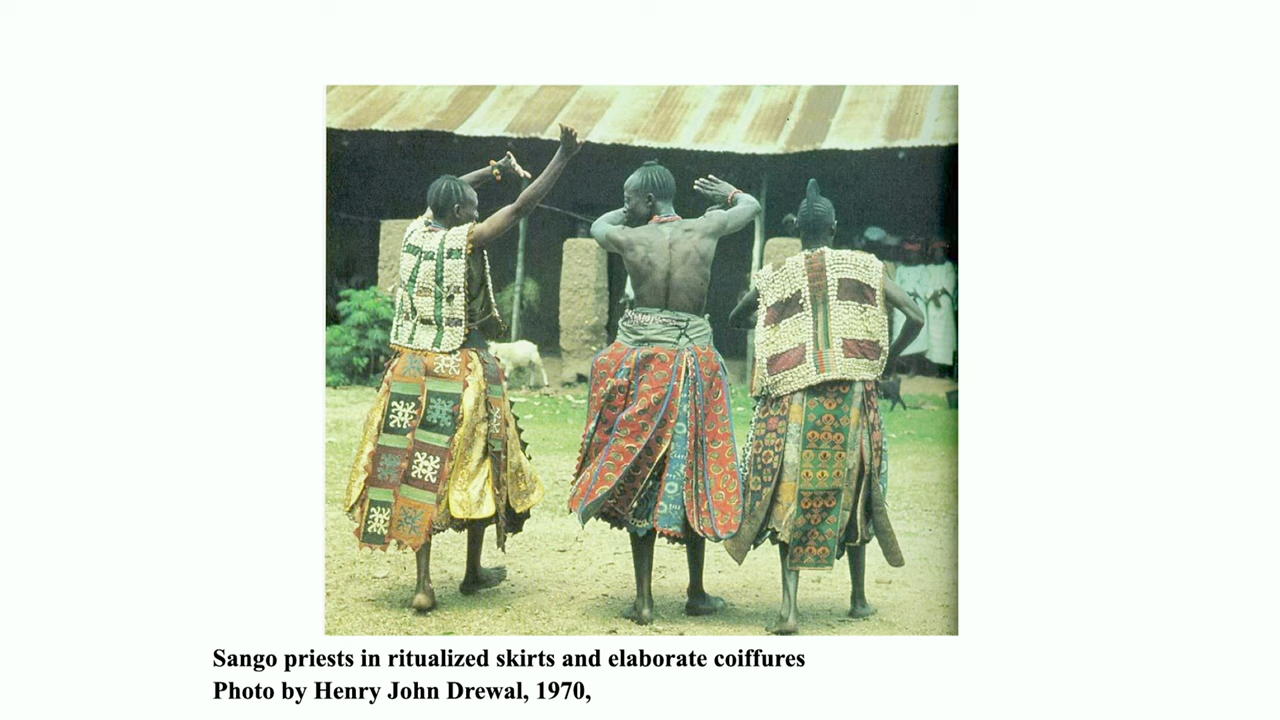 Sango priests in ritualized skirts and elaborate coiffures
Photo by Henry John Drewal, 1970,